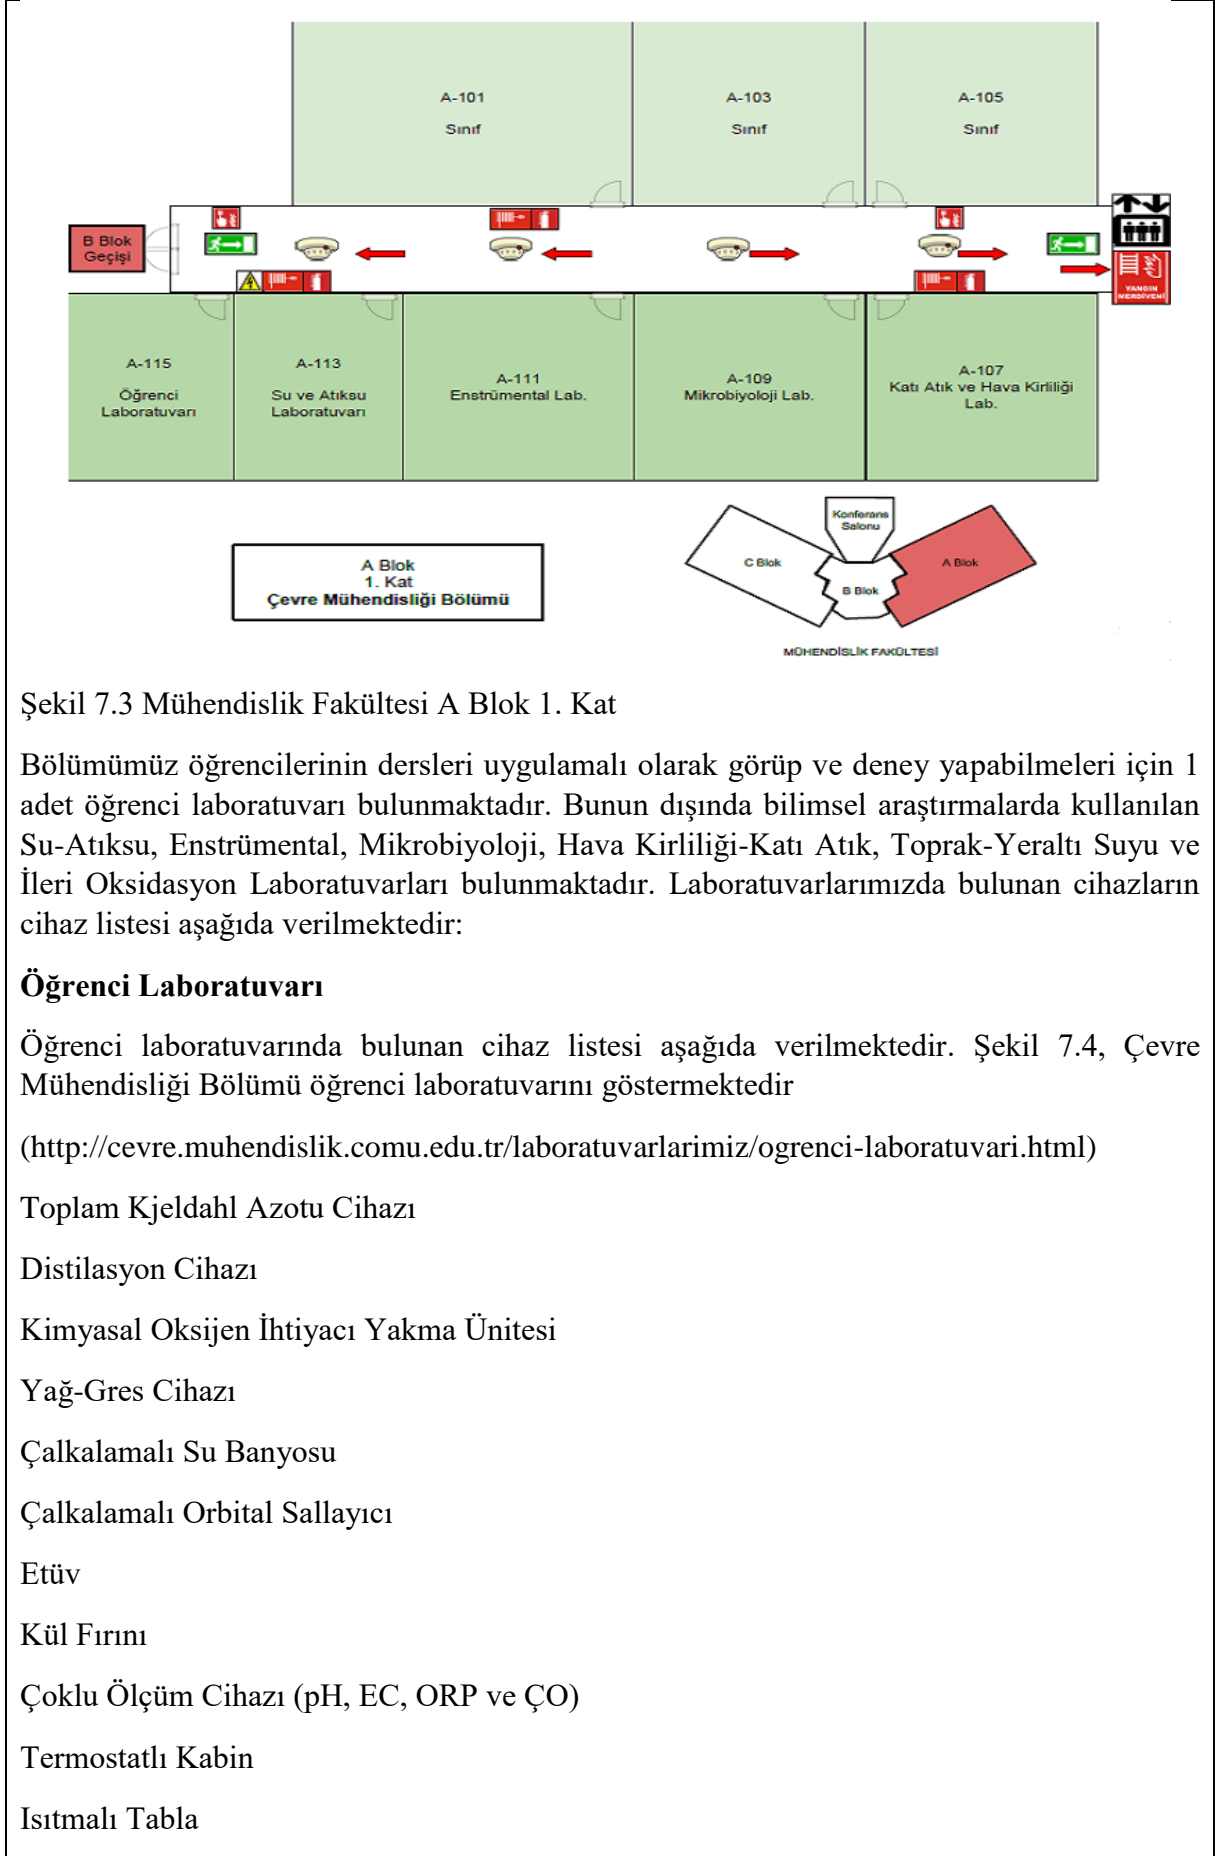 A-101
Sınıf
A-103
Sınıf
A-105
Sınıf
B Blok
Geçişi
YANGIN
MERDİVENİ
A-115
Öğrenci
Laboratuvarı
A-113
Su ve Atıksu
Laboratuvarı
A-111
Enstrümental Lab.
A-109
Mikrobiyoloji Lab.
A-107
Katı Atık ve Hava Kirliliği
Lab.
A Blok
1. Kat
Çevre Mühendisliği Bölümü
Konferans
Salonu
C Blok
B Blok
A Blok
MÜHENDİSLİK FAKÜLTESİ
Şekil 7.3 Mühendislik Fakültesi A Blok 1. Kat
Bölümümüz öğrencilerinin dersleri uygulamalı olarak görüp ve deney yapabilmeleri için 1
adet öğrenci laboratuvarı bulunmaktadır. Bunun dışında bilimsel araştırmalarda kullanılan
Su-Atıksu, Enstrümental, Mikrobiyoloji, Hava Kirliliği-Katı Atık, Toprak-Yeraltı Suyu ve
İleri Oksidasyon Laboratuvarları bulunmaktadır. Laboratuvarlarımızda bulunan cihazların
cihaz listesi aşağıda verilmektedir:
Öğrenci Laboratuvarı
Öğrenci laboratuvarında bulunan cihaz listesi aşağıda verilmektedir. Şekil 7.4, Çevre
Mühendisliği Bölümü öğrenci laboratuvarını göstermektedir
(http://cevre.muhendislik.comu.edu.tr/laboratuvarlarimiz/ogrenci-laboratuvari.html)
Toplam Kjeldahl Azotu Cihazı
Distilasyon Cihazı
Kimyasal Oksijen İhtiyacı Yakma Ünitesi
Yağ-Gres Cihazı
Çalkalamalı Su Banyosu
Çalkalamalı Orbital Sallayıcı
Etüv
Kül Fırını
Çoklu Ölçüm Cihazı (pH, EC, ORP ve ÇO)
Termostatlı Kabin
Isıtmalı Tabla